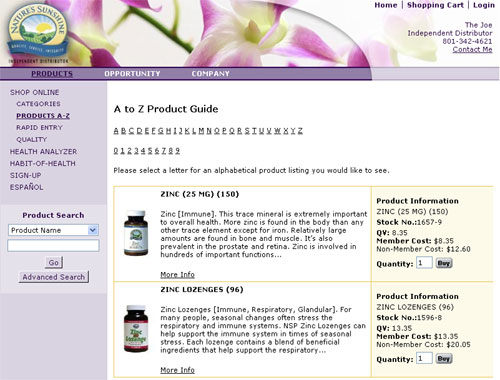 Home | Shopping Cart | Login
NATURE'S SUNSHINE
QUALITY, SERVICE, INTEGRITY
INDEPENDENT DISTRIBUTOR
The Joe
Independent Distributor
801-342-4621
Contact Me
PRODUCTS OPPORTUNITY COMPANY
SHOP ONLINE
CATEGORIES
PRODUCTS A-Z
RAPID ENTRY
QUALITY
HEALTH ANALYZER
HABIT-OF-HEALTH
SIGN-UP
ESPAÑOL
Product Search
Product Name
Go
Advanced Search
A to Z Product Guide
A B C D E F G H I J K L M N O P Q R S T U V W X Y Z
0 1 2 3 4 5 6 7 8 9
Please select a letter for an alphabetical product listing you would like to see.
ZINC (25 MG) (150)
Zinc [Immune]. This trace mineral is extremely important
to overall health. More zinc is found in the body than any
other trace element except for iron. Relatively large
amounts are found in bone and muscle. It's also
prevalent in the prostate and retina. Zinc is involved in
hundreds of important functions...
More Info
Product Information
ZINC (25 MG) (150)
Stock No.:1657-9
QV: 8.35
Member Cost: $8.35
Non-Member Cost: $12.60
Quantity: 1 Buy
ZINC LOZENGES (96)
Zinc Lozenges [Immune, Respiratory, Glandular]. For
many people, seasonal changes often stress the
respiratory and immune systems. NSP Zinc Lozenges can
help support the immune system in times of seasonal
stress. Each lozenge contains a blend of beneficial
ingredients that help support the respiratory...
More Info
Zinc
Lozenge
Product Information
ZINC LOZENGES (96)
Stock No.:1596-8
QV: 13.35
Member Cost: $13.35
Non-Member Cost: $20.05
Quantity: 1 Buy